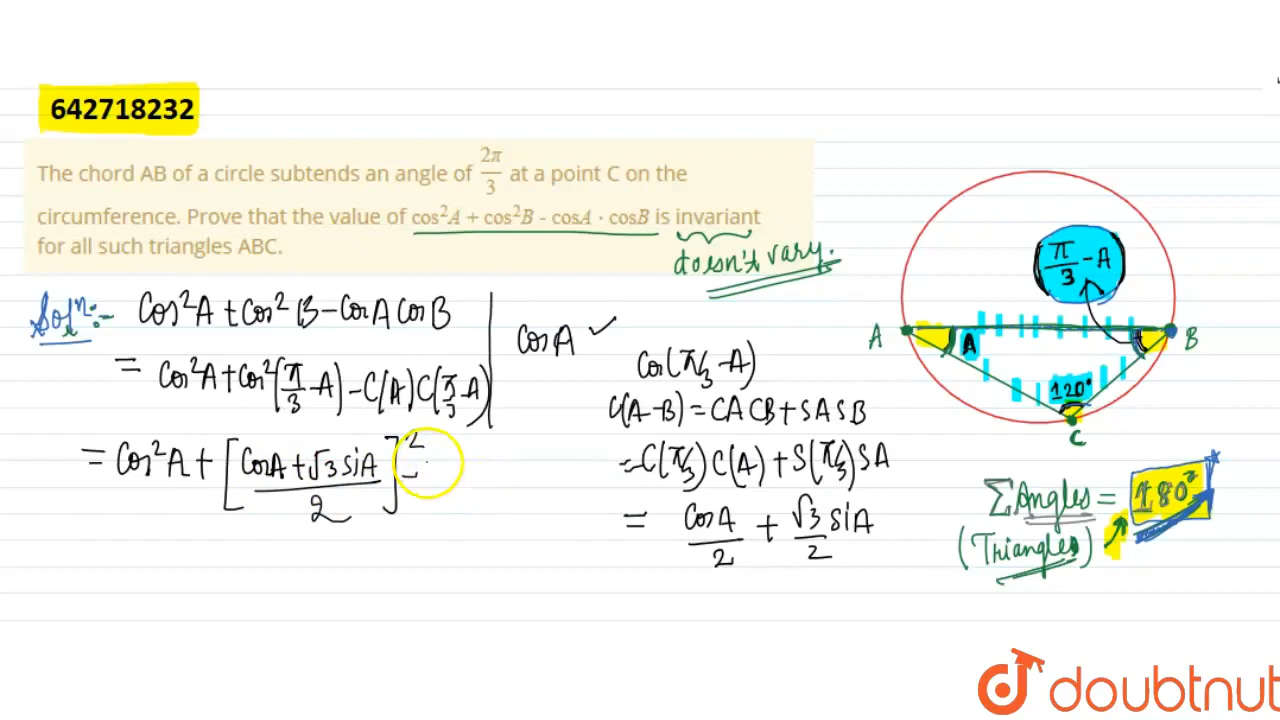 642718232
The chord AB of a circle subtends an angle of 2π/3 at a point C on the
circumference. Prove that the value of cos²A + cos²B - cosA · cosB is invariant
for all such triangles ABC.
doesn't vary.
Solⁿ:-
Cos²A + Cos²B - CosA CosB
= Cos²A + Cos²(π/3 - A) - C(A) C(π/3 - A)
= Cos²A + [CosA + √3 sinA / 2]² -
CosA ✓
Cos(π/3 - A)
C(A-B) = CACB + SASB
= C(π/3) C(A) + S(π/3) SA
= CosA/2 + √3/2 sinA
(π/3 - A)
A
A
B
120°
C
Σ Angles = 180°
(Triangles)
doubtnut